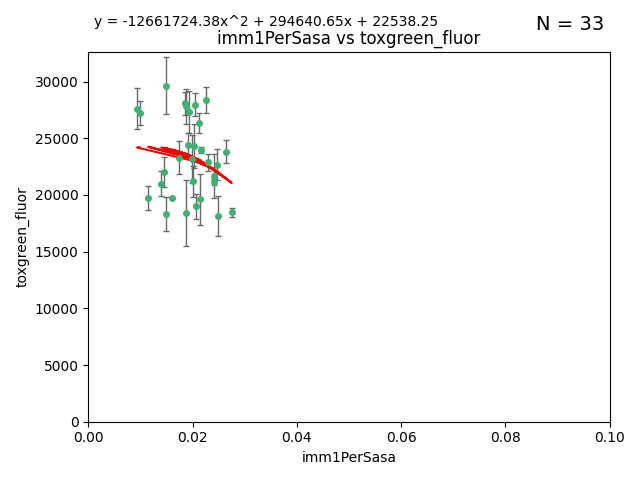 y = -12661724.38x^2 + 294640.65x + 22538.25
N = 33
imm1PerSasa vs toxgreen_fluor
30000
25000
20000
15000
10000
5000
0
toxgreen_fluor
0.00 0.02 0.04 0.06 0.08 0.10
imm1PerSasa